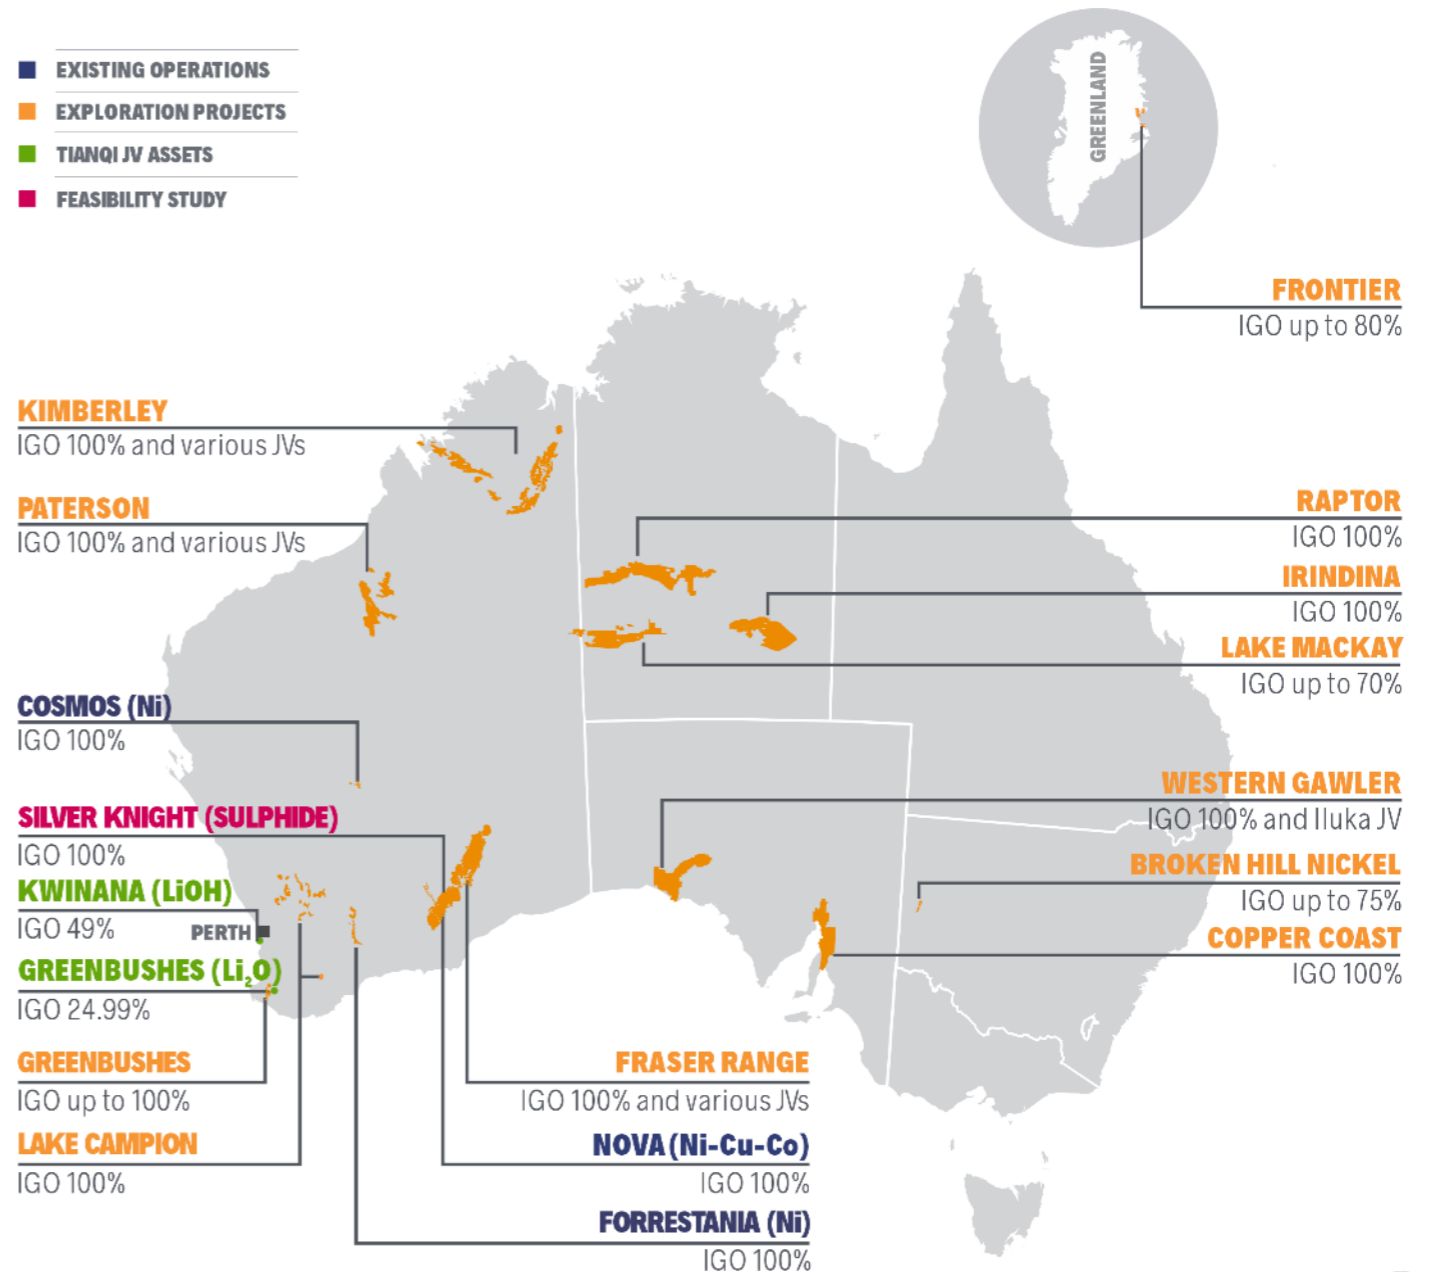 EXISTING OPERATIONS
EXPLORATION PROJECTS
TIANQI JV ASSETS
FEASIBILITY STUDY
GREENLAND
FRONTIER
IGO up to 80%
KIMBERLEY
IGO 100% and various JVs
PATERSON
IGO 100% and various JVs
COSMOS (Ni)
IGO 100%
SILVER KNIGHT (SULPHIDE)
IGO 100%
KWINANA (LiOH)
IGO 49%
PERTH
GREENBUSHES (Li₂O)
IGO 24.99%
GREENBUSHES
IGO up to 100%
LAKE CAMPION
IGO 100%
RAPTOR
IGO 100%
IRINDINA
IGO 100%
LAKE MACKAY
IGO up to 70%
WESTERN GAWLER
IGO 100% and Iluka JV
BROKEN HILL NICKEL
IGO up to 75%
COPPER COAST
IGO 100%
FRASER RANGE
IGO 100% and various JVs
NOVA (Ni-Cu-Co)
IGO 100%
FORRESTANIA (Ni)
IGO 100%